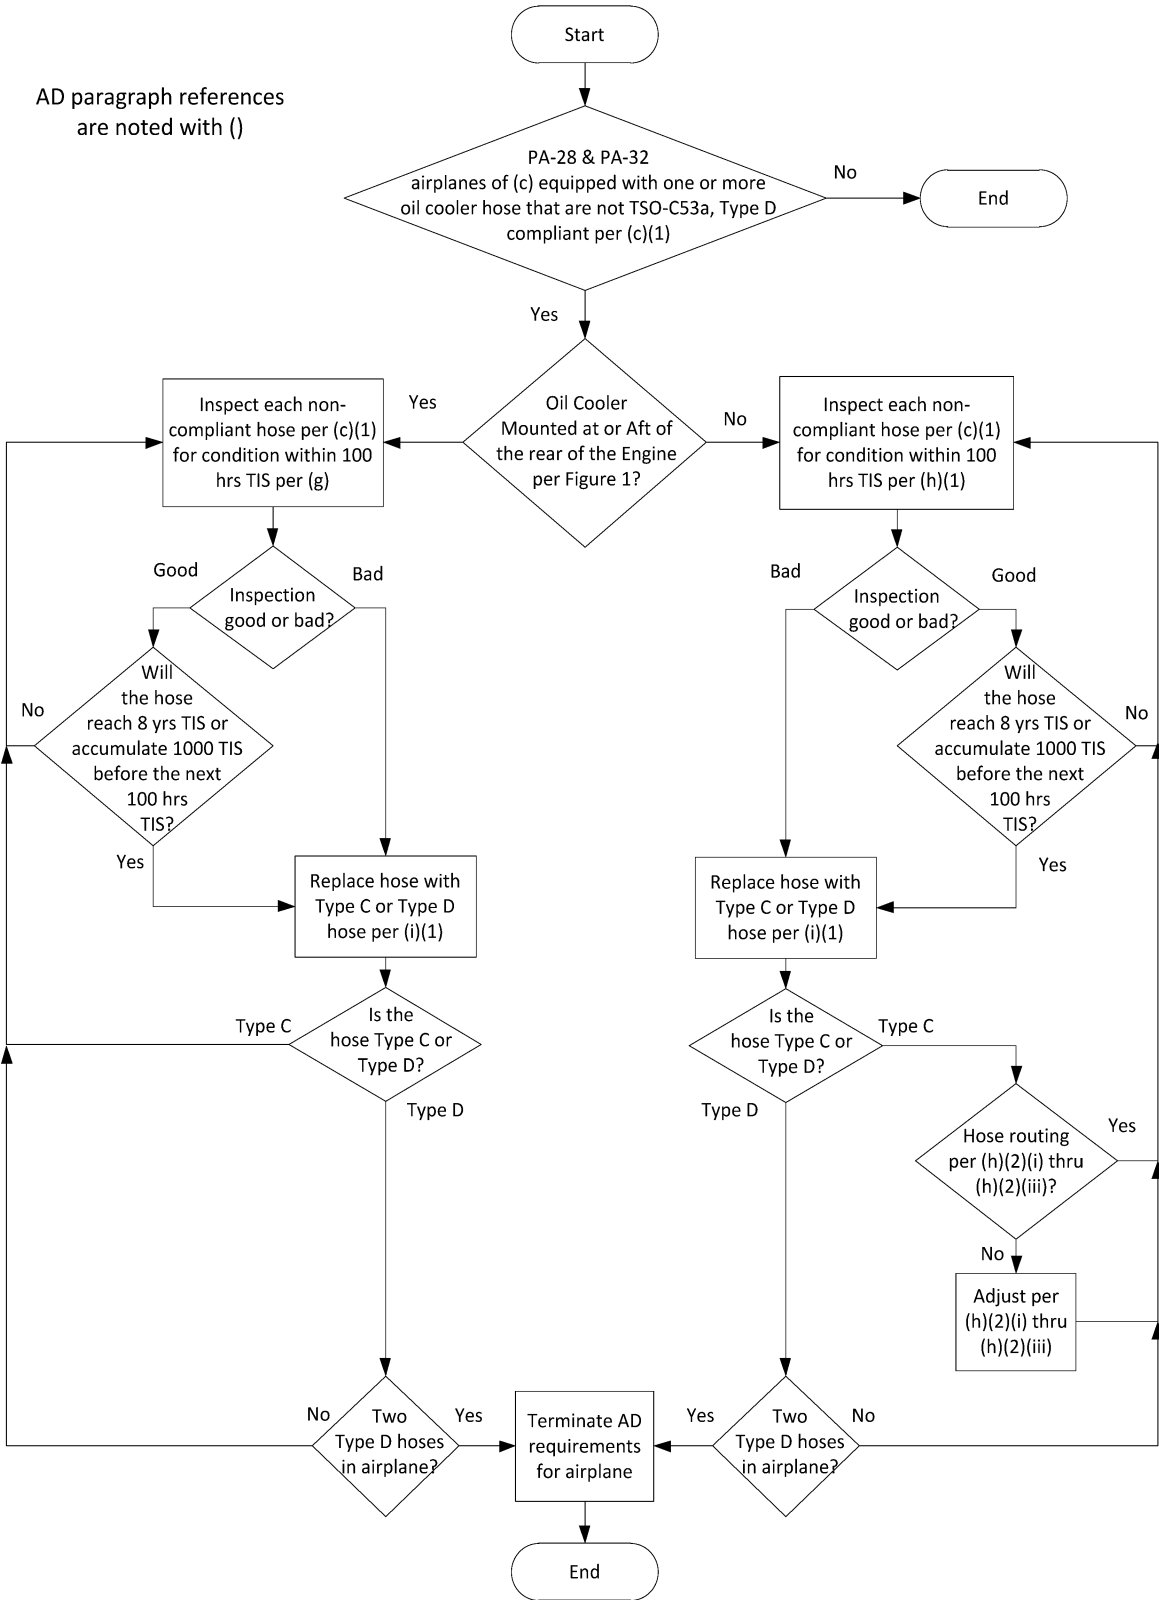 Start
AD paragraph references
are noted with ()
PA-28 & PA-32
airplanes of (c) equipped with one or more
oil cooler hose that are not TSO-C53a, Type D
compliant per (c)(1)
No
End
Yes
Inspect each non-
compliant hose per (c)(1)
for condition within 100
hrs TIS per (g)
Yes
Oil Cooler
Mounted at or Aft of
the rear of the Engine
per Figure 1?
No
Inspect each non-
compliant hose per (c)(1)
for condition within 100
hrs TIS per (h)(1)
Good
Inspection
good or bad?
Bad
Bad
Inspection
good or bad?
Good
No
Will
the hose
reach 8 yrs TIS or
accumulate 1000 TIS
before the next
100 hrs
TIS?
Will
the hose
reach 8 yrs TIS or
accumulate 1000 TIS
before the next
100 hrs
TIS?
No
Yes
Yes
Replace hose with
Type C or Type D
hose per (i)(1)
Replace hose with
Type C or Type D
hose per (i)(1)
Type C
Is the
hose Type C or
Type D?
Type D
Is the
hose Type C or
Type D?
Type C
Type D
Hose routing
per (h)(2)(i) thru
(h)(2)(iii)?
Yes
No
Adjust per
(h)(2)(i) thru
(h)(2)(iii)
No
Two
Type D hoses
in airplane?
Yes
Terminate AD
requirements
for airplane
Yes
Two
Type D hoses
in airplane?
No
End